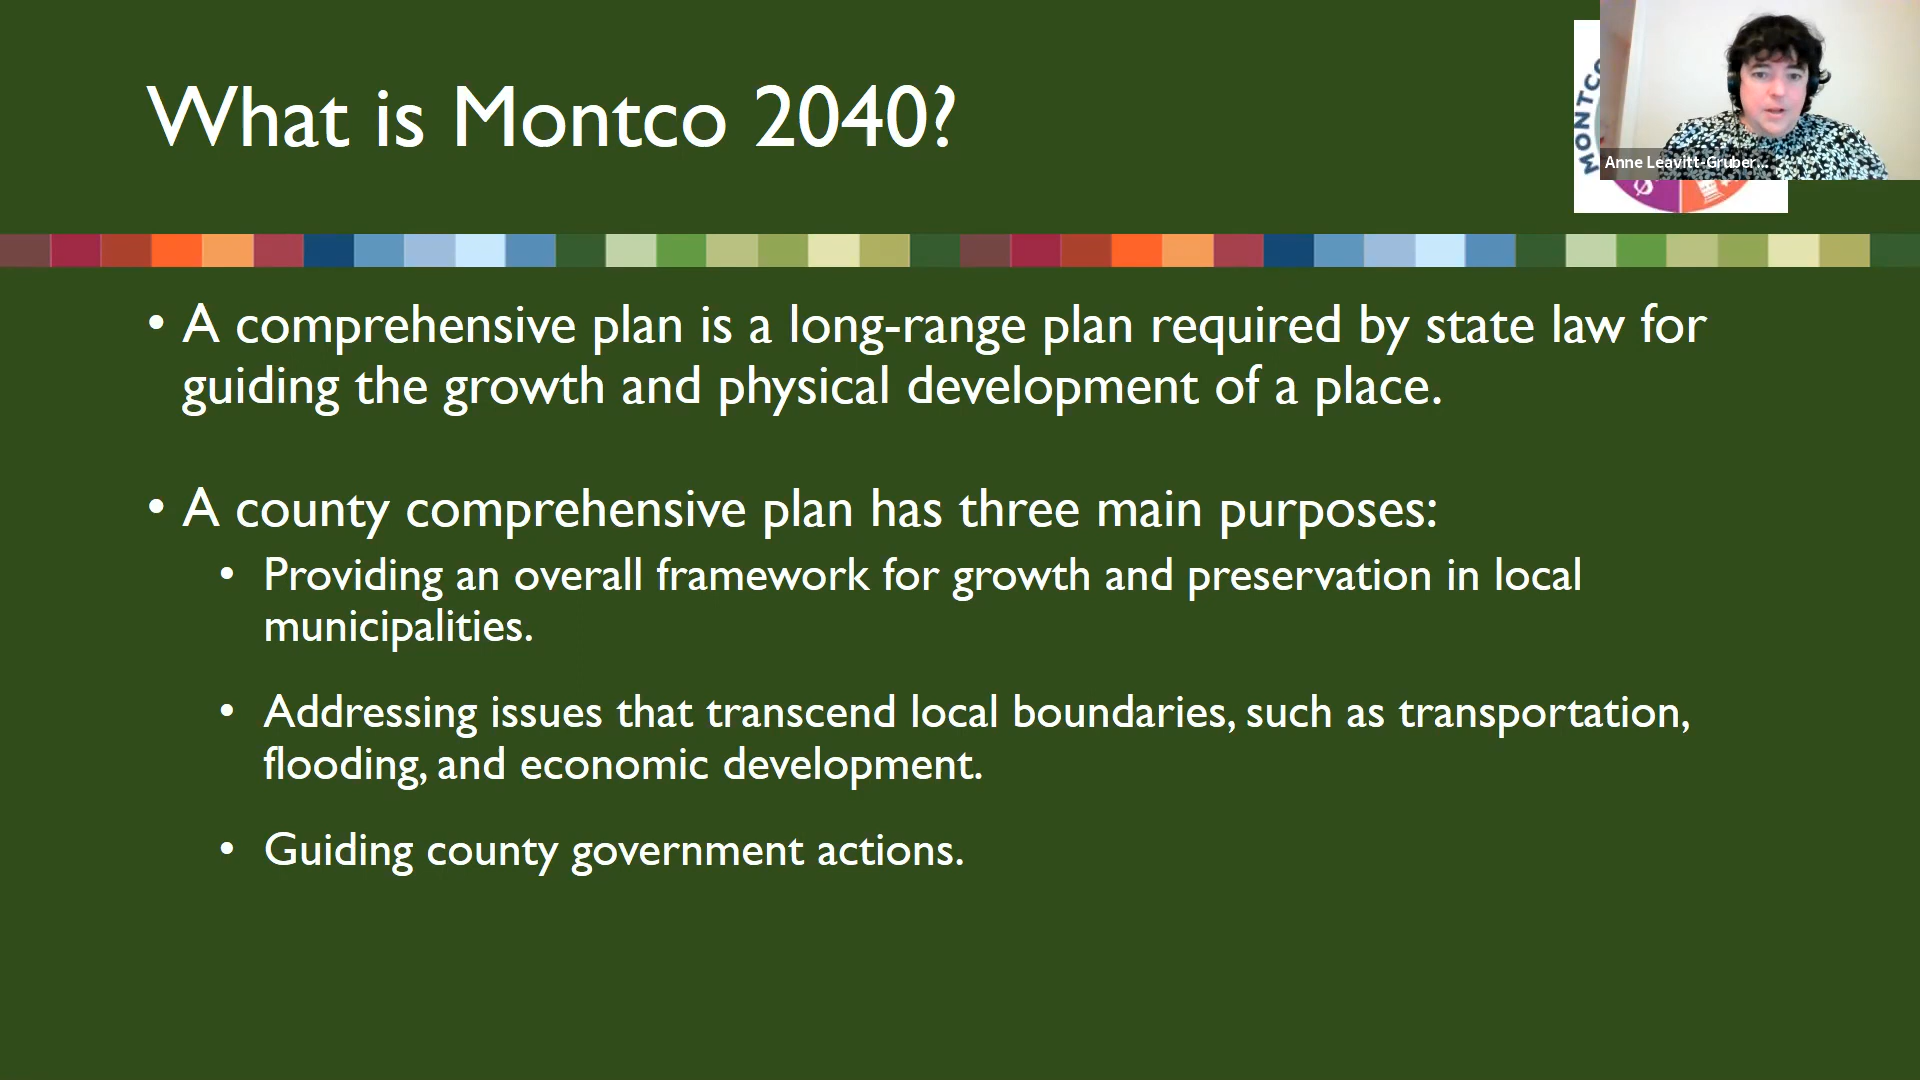 What is Montco 2040?
MONTCO
Anne Leavitt-Gruber...
• A comprehensive plan is a long-range plan required by state law for
guiding the growth and physical development of a place.
• A county comprehensive plan has three main purposes:
• Providing an overall framework for growth and preservation in local
municipalities.
• Addressing issues that transcend local boundaries, such as transportation,
flooding, and economic development.
• Guiding county government actions.